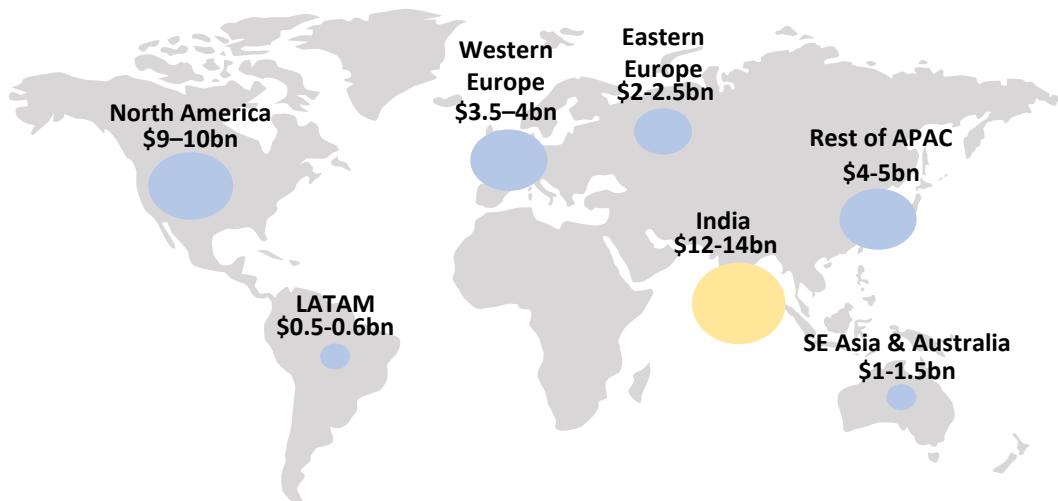 Western
Europe
$3.5–4bn
Eastern
Europe
$2-2.5bn
North America
$9–10bn
Rest of APAC
$4-5bn
India
$12-14bn
LATAM
$0.5-0.6bn
SE Asia & Australia
$1-1.5bn